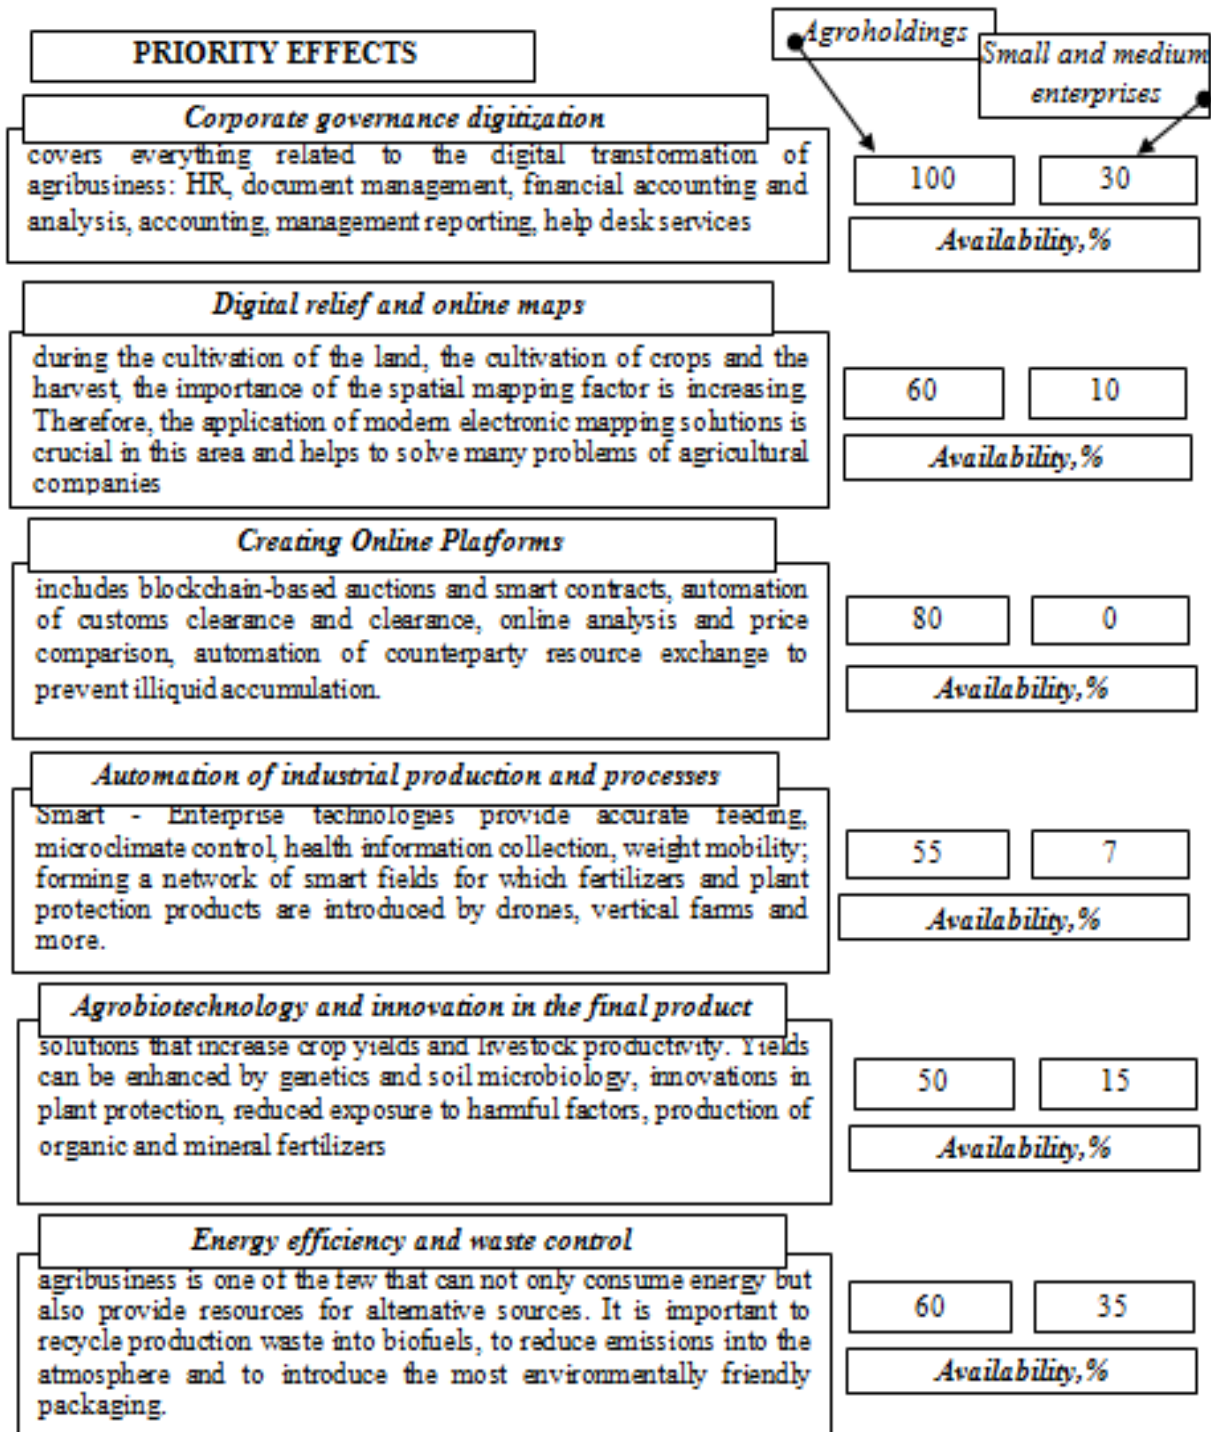 PRIORITY EFFECTS
Agroholdings
Small and medium
enterprises
Corporate governance digitization
covers everything related to the digital transformation of
agribusiness: HR, document management, financial accounting and
analysis, accounting, management reporting, help desk services
100
30
Availability,%
Digital relief and online maps
during the cultivation of the land, the cultivation of crops and the
harvest, the importance of the spatial mapping factor is increasing.
Therefore, the application of modern electronic mapping solutions is
crucial in this area and helps to solve many problems of agricultural
companies
60
10
Availability,%
Creating Online Platforms
includes blockchain-based auctions and smart contracts, automation
of customs clearance and clearance, online analysis and price
comparison, automation of counterparty resource exchange to
prevent illiquid accumulation.
80
0
Availability,%
Automation of industrial production and processes
Smart - Enterprise technologies provide accurate feeding,
microclimate control, health information collection, weight mobility;
forming a network of smart fields for which fertilizers and plant
protection products are introduced by drones, vertical farms and
more.
55
7
Availability,%
Agrobiotechnology and innovation in the final product
solutions that increase crop yields and livestock productivity. Yields
can be enhanced by genetics and soil microbiology, innovations in
plant protection, reduced exposure to harmful factors, production of
organic and mineral fertilizers
50
15
Availability,%
Energy efficiency and waste control
agribusiness is one of the few that can not only consume energy but
also provide resources for alternative sources. It is important to
recycle production waste into biofuels, to reduce emissions into the
atmosphere and to introduce the most environmentally friendly
packaging.
60
35
Availability,%